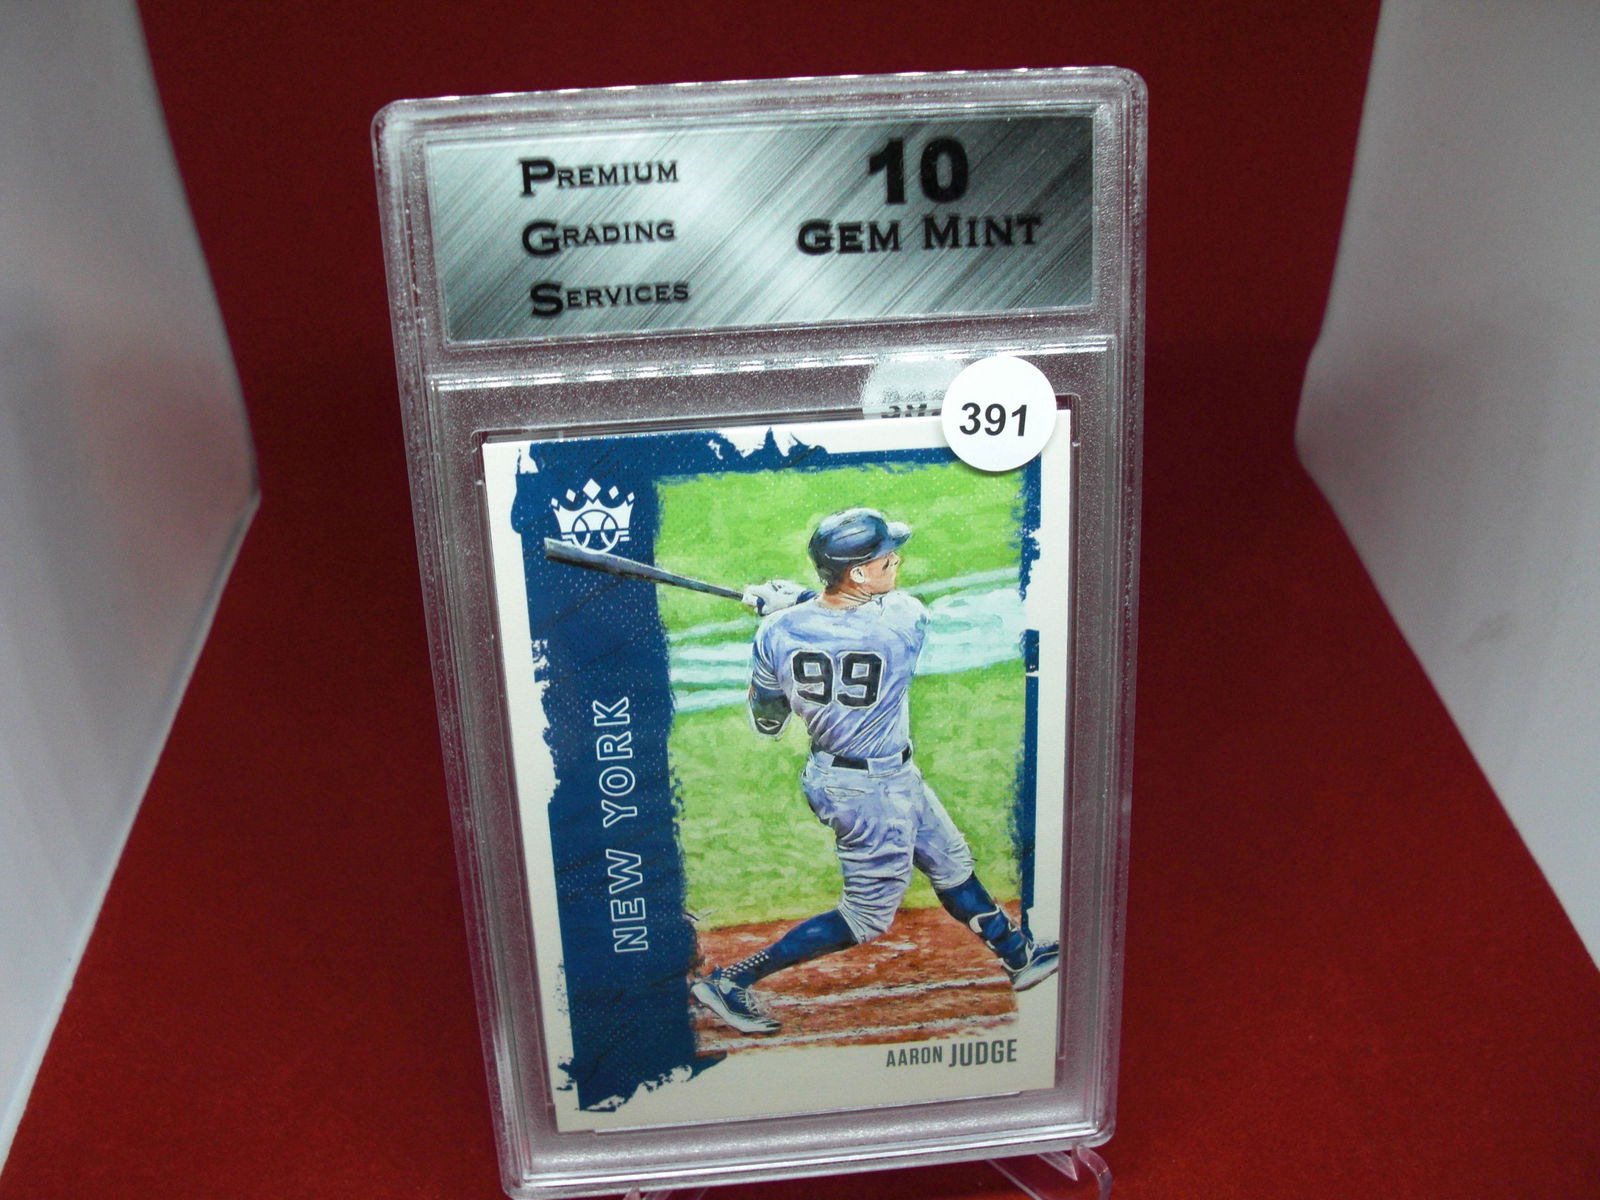 PREMIUM
GRADING
SERVICES
10
GEM MINT
391
99
NEW YORK
AARON JUDGE